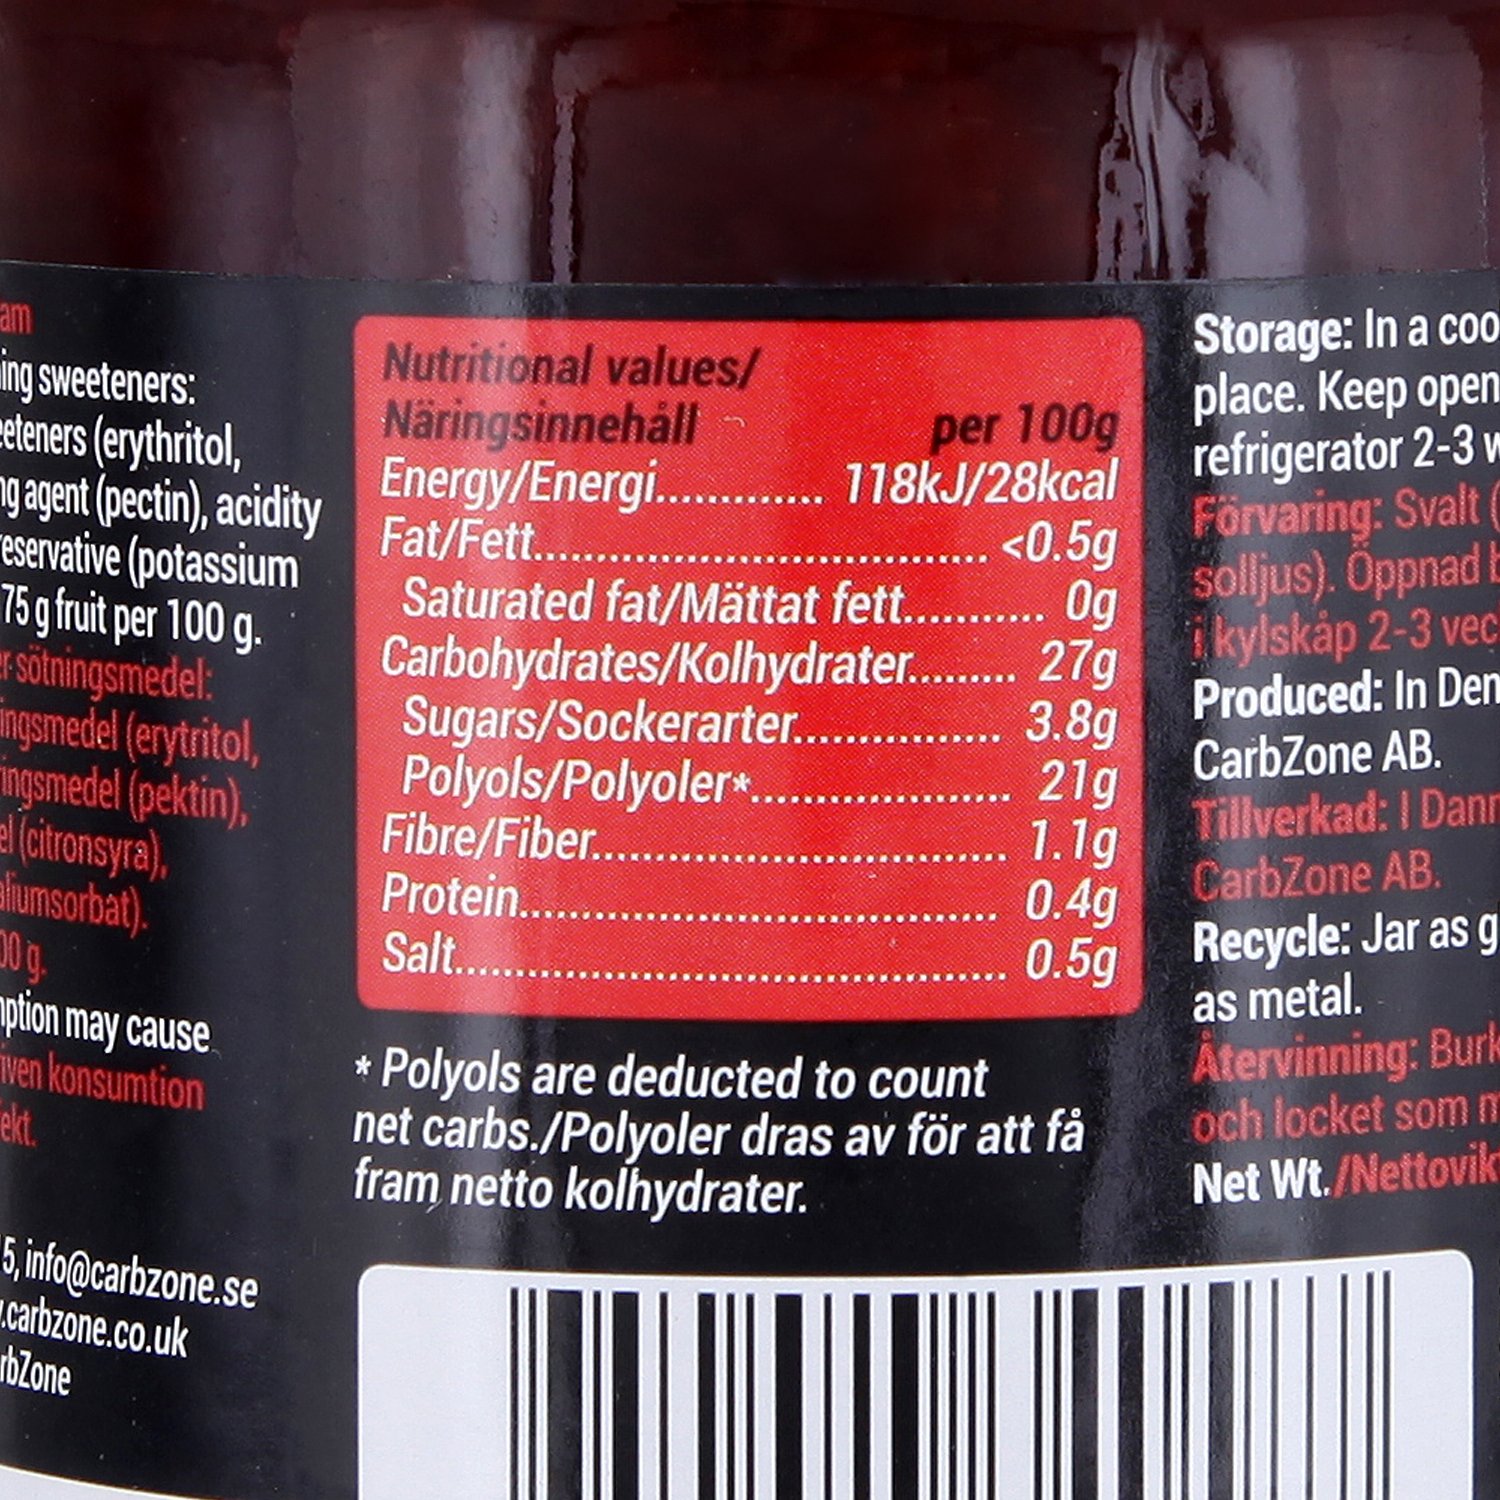 sweeteners:
(erythritol,
agent (pectin), acidity
(potassium
75 g fruit per 100 g.
sötningsmedel:
(erytritol,
(pektin),
(citronsyra),
g.
may cause
konsumtion
5, info@carbzone.se
.carbzone.co.uk
Nutritional values/
Näringsinnehåll per 100g
Energy/Energi............. 118kJ/28kcal
Fat/Fett................................... <0.5g
Saturated fat/Mättat fett........... 0g
Carbohydrates/Kolhydrater......... 27g
Sugars/Sockerarter................ 3.8g
Polyols/Polyoler*.................... 21g
Fibre/Fiber................................ 1.1g
Protein..................................... 0.4g
Salt.......................................... 0.5g
* Polyols are deducted to count
net carbs./Polyoler dras av för att få
fram netto kolhydrater.
Storage: In a
place. Keep
refrigerator 2-3
Förvaring: Svalt (
solljus). Öppnad
i kylskåp 2-3
Produced: In
CarbZone AB.
Tillverkad: I
CarbZone AB.
Recycle: Jar as
as metal.
Återvinning:
och locket som
Net Wt./